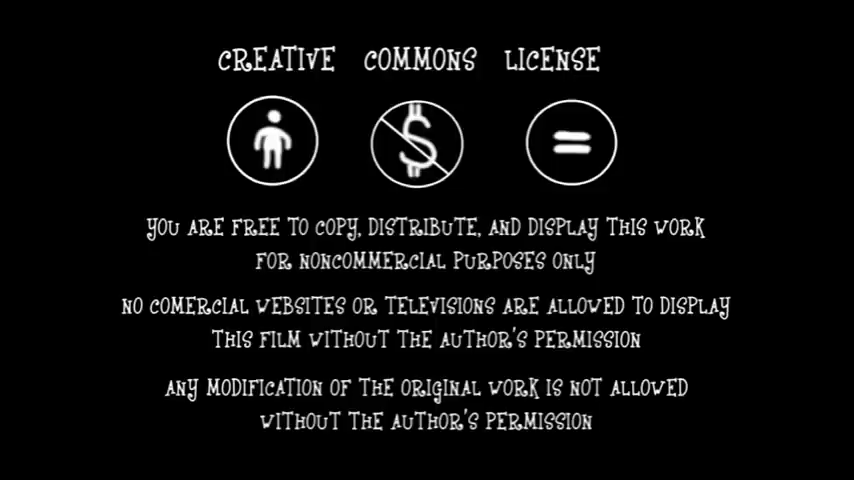 CREATIVE COMMONS LICENSE
YOU ARE FREE TO COPY, DISTRIBUTE, AND DISPLAY THIS WORK
FOR NONCOMMERCIAL PURPOSES ONLY
NO COMERCIAL WEBSITES OR TELEVISIONS ARE ALLOWED TO DISPLAY
THIS FILM WITHOUT THE AUTHOR'S PERMISSION
ANY MODIFICATION OF THE ORIGINAL WORK IS NOT ALLOWED
WITHOUT THE AUTHOR'S PERMISSION